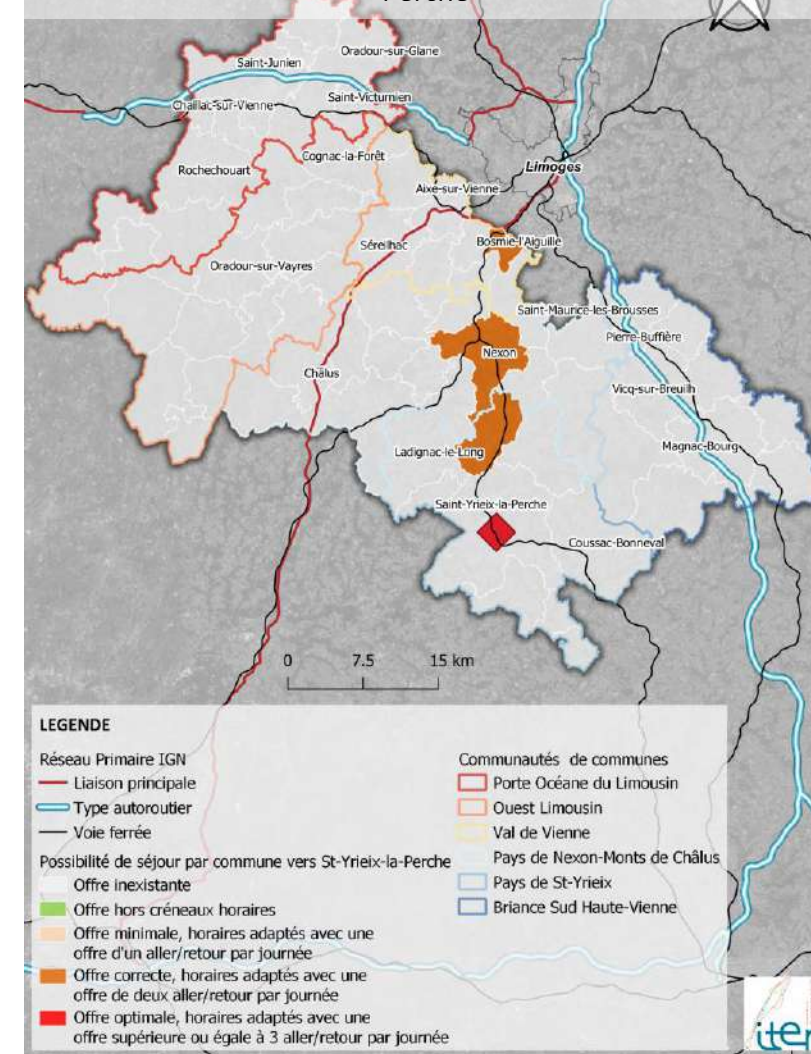 Perche
Oradour-sur-Glane
Saint-Junien
Saint-Victurnien
Chaillac-sur-Vienne
Cognac-la-Forêt
Limoges
Rochechouart
Aixe-sur-Vienne
Séreilhac
Bosmie-l'Aiguille
Oradour-sur-Vayres
Saint-Maurice-les-Brousses
Pierre-Buffière
Nexon
Châlus
Vicq-sur-Breuilh
Ladignac-le-Long
Magnac-Bourg
Saint-Yrieix-la-Perche
Coussac-Bonneval
0 7.5 15 km
LEGENDE
Réseau Primaire IGN
Liaison principale
Type autoroutier
Voie ferrée
Possibilité de séjour par commune vers St-Yrieix-la-Perche
Offre inexistante
Offre hors créneaux horaires
Offre minimale, horaires adaptés avec une
offre d'un aller/retour par journée
Offre correcte, horaires adaptés avec une
offre de deux aller/retour par journée
Offre optimale, horaires adaptés avec une
offre supérieure ou égale à 3 aller/retour par journée
Communautés de communes
Porte Océane du Limousin
Ouest Limousin
Val de Vienne
Pays de Nexon-Monts de Châlus
Pays de St-Yrieix
Briance Sud Haute-Vienne